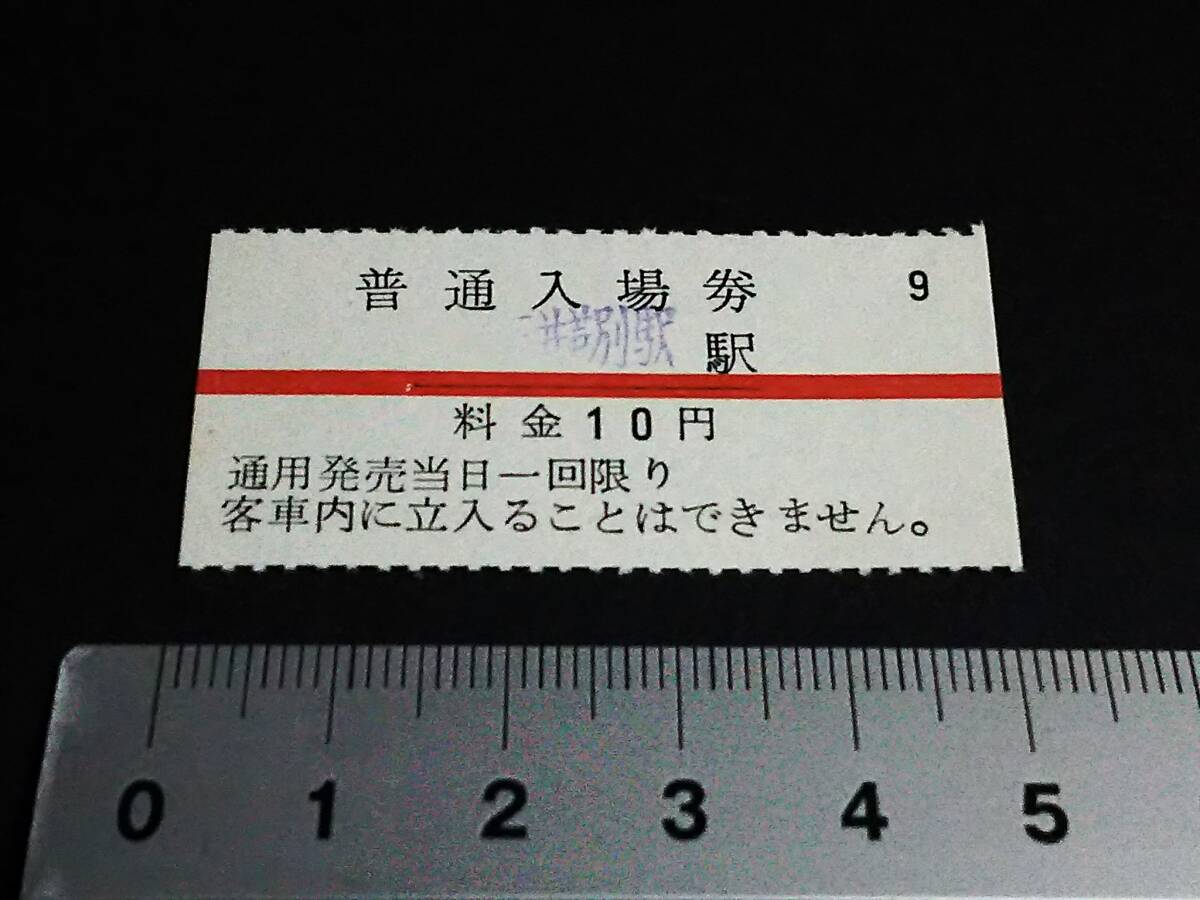 普通入場券 9
別駅 駅
料金10円
通用発売当日一回限り
客車内に立入ることはできません。
0 1 2 3 4 5